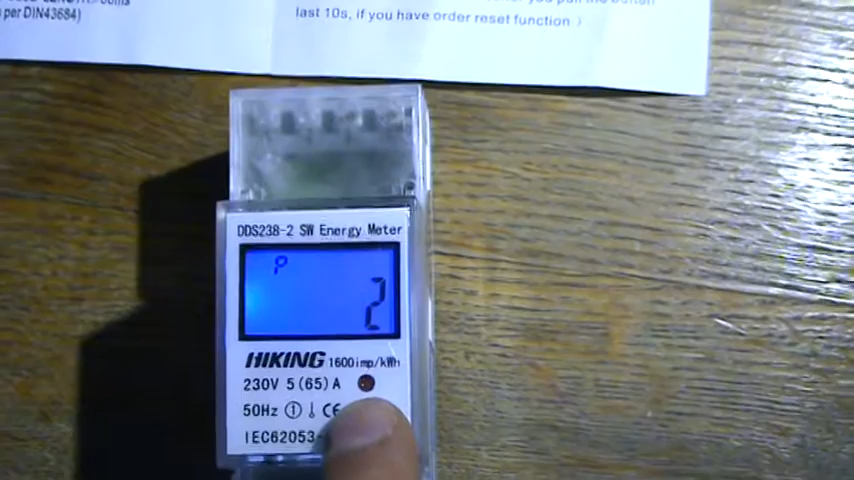 per DIN43684)
last 10s, if you have order reset function)
DDS238-2 SW Energy Meter
P
2
HIKING 1600imp/kWh
230V 5(65)A
50Hz CE
IEC62053-